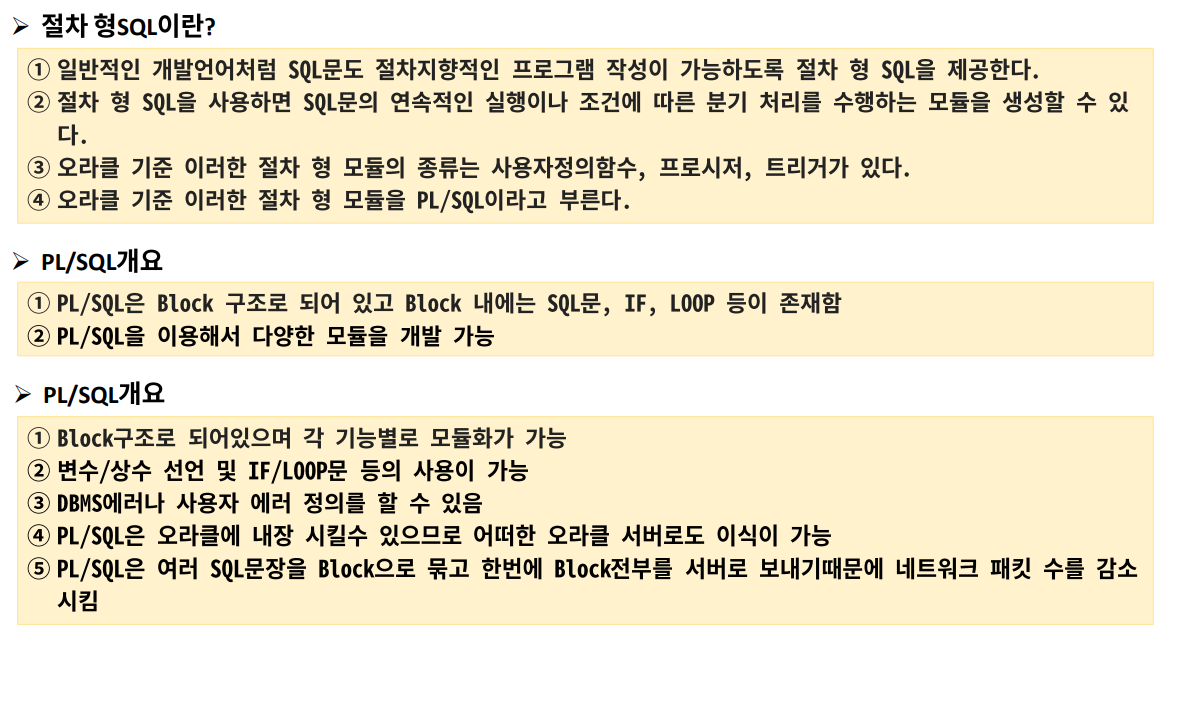 ➢ 절차 형SQL이란?
① 일반적인 개발언어처럼 SQL문도 절차지향적인 프로그램 작성이 가능하도록 절차 형 SQL을 제공한다.
② 절차 형 SQL을 사용하면 SQL문의 연속적인 실행이나 조건에 따른 분기 처리를 수행하는 모듈을 생성할 수 있
다.
③ 오라클 기준 이러한 절차 형 모듈의 종류는 사용자정의함수, 프로시저, 트리거가 있다.
④ 오라클 기준 이러한 절차 형 모듈을 PL/SQL이라고 부른다.
➢ PL/SQL개요
① PL/SQL은 Block 구조로 되어 있고 Block 내에는 SQL문, IF, LOOP 등이 존재함
② PL/SQL을 이용해서 다양한 모듈을 개발 가능
➢ PL/SQL개요
① Block구조로 되어있으며 각 기능별로 모듈화가 가능
② 변수/상수 선언 및 IF/LOOP문 등의 사용이 가능
③ DBMS에러나 사용자 에러 정의를 할 수 있음
④ PL/SQL은 오라클에 내장 시킬수 있으므로 어떠한 오라클 서버로도 이식이 가능
⑤ PL/SQL은 여러 SQL문장을 Block으로 묶고 한번에 Block전부를 서버로 보내기때문에 네트워크 패킷 수를 감소
시킴